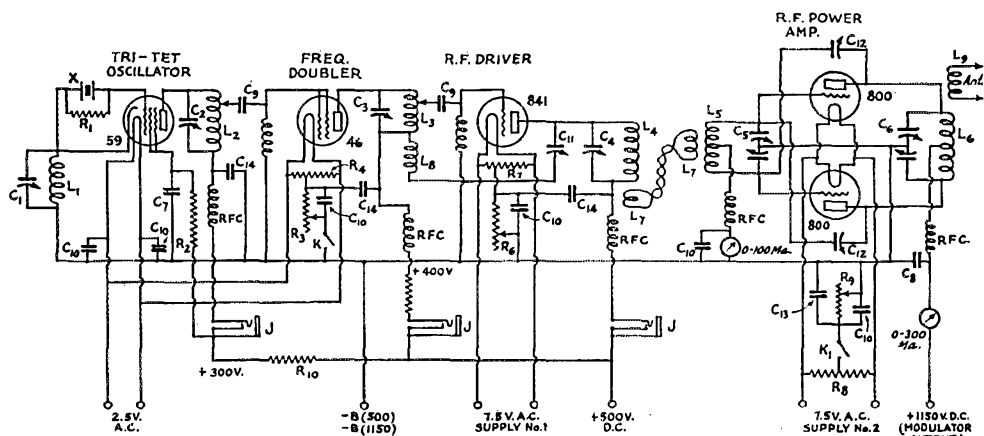 R.F. POWER
AMP.
TRI-TET
OSCILLATOR
FREQ.
DOUBLER
R.F. DRIVER
C12
L9
Ant.
X
R1
59
C2
L2
C9
46
C3
L3
C9
841
C11
C4
L4
L5
C5
800
C6
L6
C1
L1
C14
R4
L8
R7
L7
800
C7
R2
RFC
C10
C10
R3
C10
K1
C14
RFC
R6
C10
C14
L7
RFC
RFC
C10
0-100 Ma.
C12
RFC.
C8
+400V
J
J
J
C13
R9
C10
K1
R8
0-300
Ma.
+300V.
R10
2.5V.
A.C.
-B(500)
-B(1150)
7.5V. A.C.
SUPPLY No.1
+500V.
D.C.
7.5V. A.C.
SUPPLY No.2
+1150V. D.C.
(MODULATOR